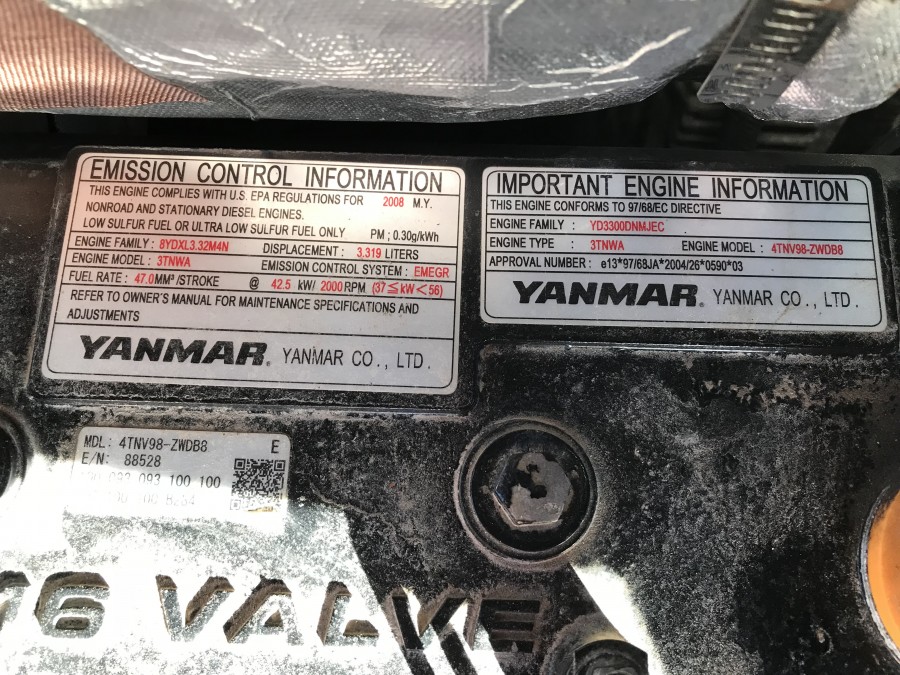 EMISSION CONTROL INFORMATION
THIS ENGINE COMPLIES WITH U.S. EPA REGULATIONS FOR 2008 M.Y.
NONROAD AND STATIONARY DIESEL ENGINES.
LOW SULFUR FUEL OR ULTRA LOW SULFUR FUEL ONLY PM ; 0.30g/kWh
ENGINE FAMILY : 8YDXL3.32M4N DISPLACEMENT : 3.319 LITERS
ENGINE MODEL : 3TNWA EMISSION CONTROL SYSTEM : EMEGR
FUEL RATE : 47.0 MM³/STROKE @ 42.5 kW/ 2000 RPM (37≦kW<56)
REFER TO OWNER'S MANUAL FOR MAINTENANCE SPECIFICATIONS AND
ADJUSTMENTS
YANMAR. YANMAR CO., LTD.
IMPORTANT ENGINE INFORMATION
THIS ENGINE CONFORMS TO 97/68/EC DIRECTIVE
ENGINE FAMILY : YD3300DNMJEC
ENGINE TYPE : 3TNWA ENGINE MODEL : 4TNV98-ZWDB8
APPROVAL NUMBER : e13*97/68JA*2004/26*0590*03
YANMAR. YANMAR CO., LTD.
MDL: 4TNV98-ZWDB8 E
E/N: 88528
093 100 100
16 VALVE